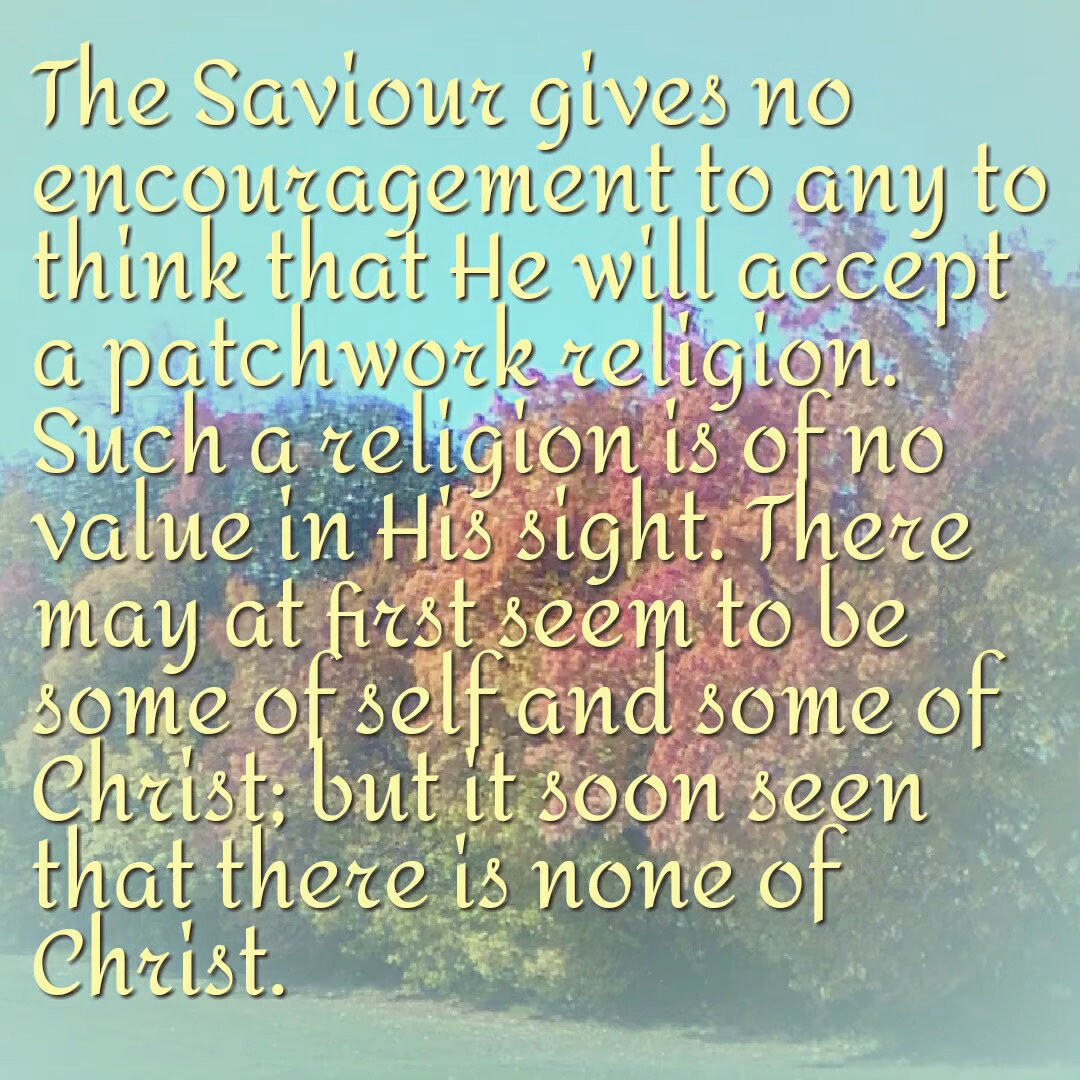 The Saviour gives no
encouragement to any to
think that He will accept
a patchwork religion.
Such a religion is of no
value in His sight. There
may at first seem to be
some of self and some of
Christ; but it soon seen
that there is none of
Christ.